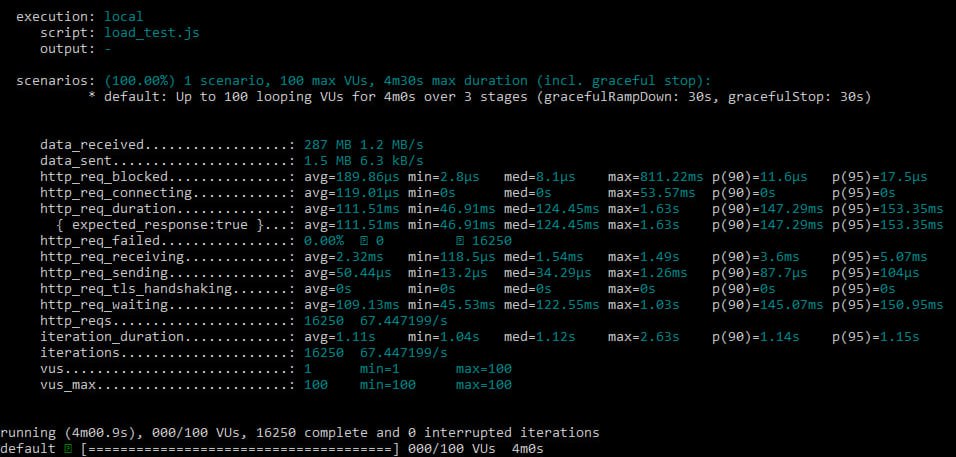 execution: local
script: load_test.js
output: -
scenarios: (100.00%) 1 scenario, 100 max VUs, 4m30s max duration (incl. graceful stop):
* default: Up to 100 looping VUs for 4m0s over 3 stages (gracefulRampDown: 30s, gracefulStop: 30s)
data_received..................: 287 MB 1.2 MB/s
data_sent......................: 1.5 MB 6.3 kB/s
http_req_blocked...............: avg=189.86µs min=2.8µs med=8.1µs max=811.22ms p(90)=11.6µs p(95)=17.5µs
http_req_connecting............: avg=119.01µs min=0s med=0s max=53.57ms p(90)=0s p(95)=0s
http_req_duration..............: avg=111.51ms min=46.91ms med=124.45ms max=1.63s p(90)=147.29ms p(95)=153.35ms
{ expected_response:true }...: avg=111.51ms min=46.91ms med=124.45ms max=1.63s p(90)=147.29ms p(95)=153.35ms
http_req_failed................: 0.00% 0 16250
http_req_receiving.............: avg=2.32ms min=118.5µs med=1.54ms max=1.49s p(90)=3.6ms p(95)=5.07ms
http_req_sending...............: avg=50.44µs min=13.2µs med=34.29µs max=1.26ms p(90)=87.7µs p(95)=104µs
http_req_tls_handshaking.......: avg=0s min=0s med=0s max=0s p(90)=0s p(95)=0s
http_req_waiting...............: avg=109.13ms min=45.53ms med=122.55ms max=1.03s p(90)=145.07ms p(95)=150.95ms
http_reqs......................: 16250 67.447199/s
iteration_duration.............: avg=1.11s min=1.04s med=1.12s max=2.63s p(90)=1.14s p(95)=1.15s
iterations.....................: 16250 67.447199/s
vus............................: 1 min=1 max=100
vus_max........................: 100 min=100 max=100
running (4m00.9s), 000/100 VUs, 16250 complete and 0 interrupted iterations
default [======================================] 000/100 VUs 4m0s